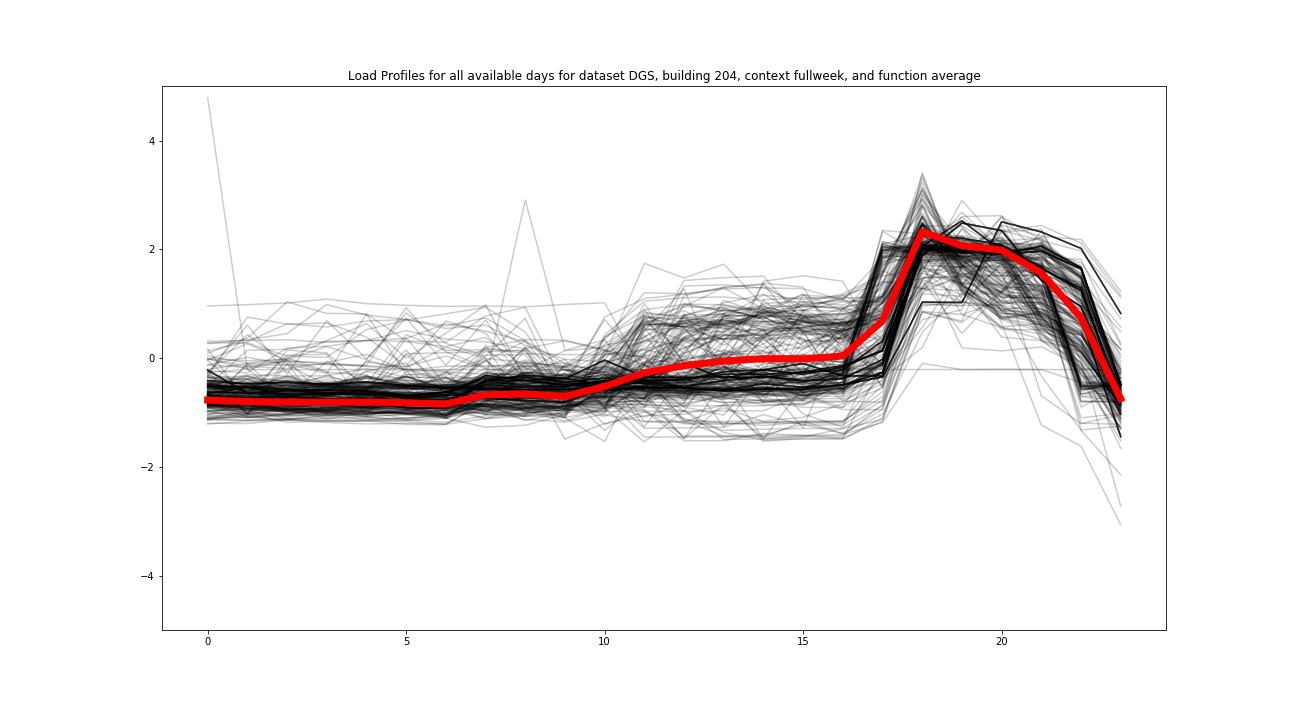 Load Profiles for all available days for dataset DGS, building 204, context fullweek, and function average
4
2
0
−2
−4
0 5 10 15 20